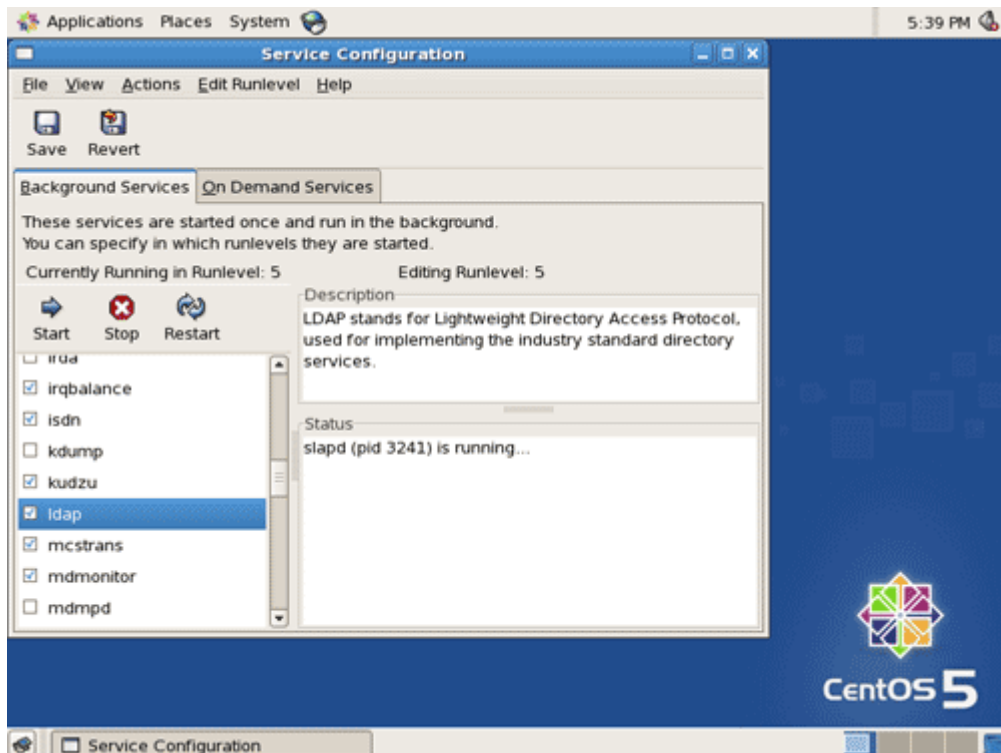 Applications Places System
5:39 PM
Service Configuration
File View Actions Edit Runlevel Help
Save Revert
Background Services On Demand Services
These services are started once and run in the background.
You can specify in which runlevels they are started.
Currently Running in Runlevel: 5
Editing Runlevel: 5
Start Stop Restart
irda
irqbalance
isdn
kdump
kudzu
ldap
mcstrans
mdmonitor
mdmpd
Description
LDAP stands for Lightweight Directory Access Protocol,
used for implementing the industry standard directory
services.
Status
slapd (pid 3241) is running...
CentOS 5
Service Configuration